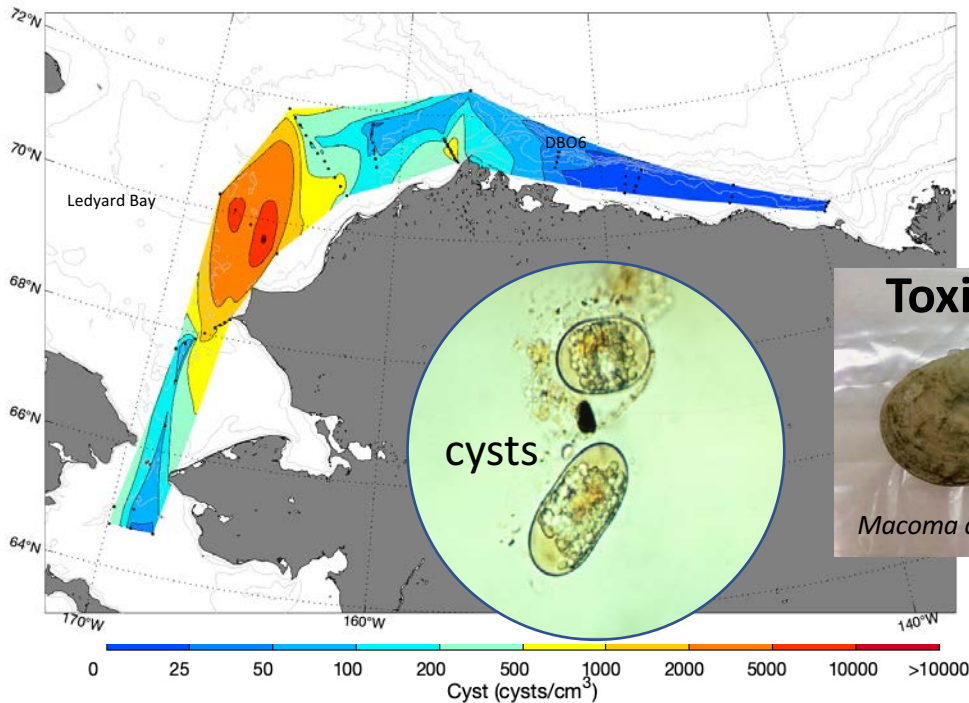 72°N
70°N
68°N
66°N
64°N
Ledyard Bay
DBO6
cysts
Toxi
Macoma c
170°W
160°W
140°W
0 25 50 100 200 500 1000 2000 5000 10000 >10000
Cyst (cysts/cm³)